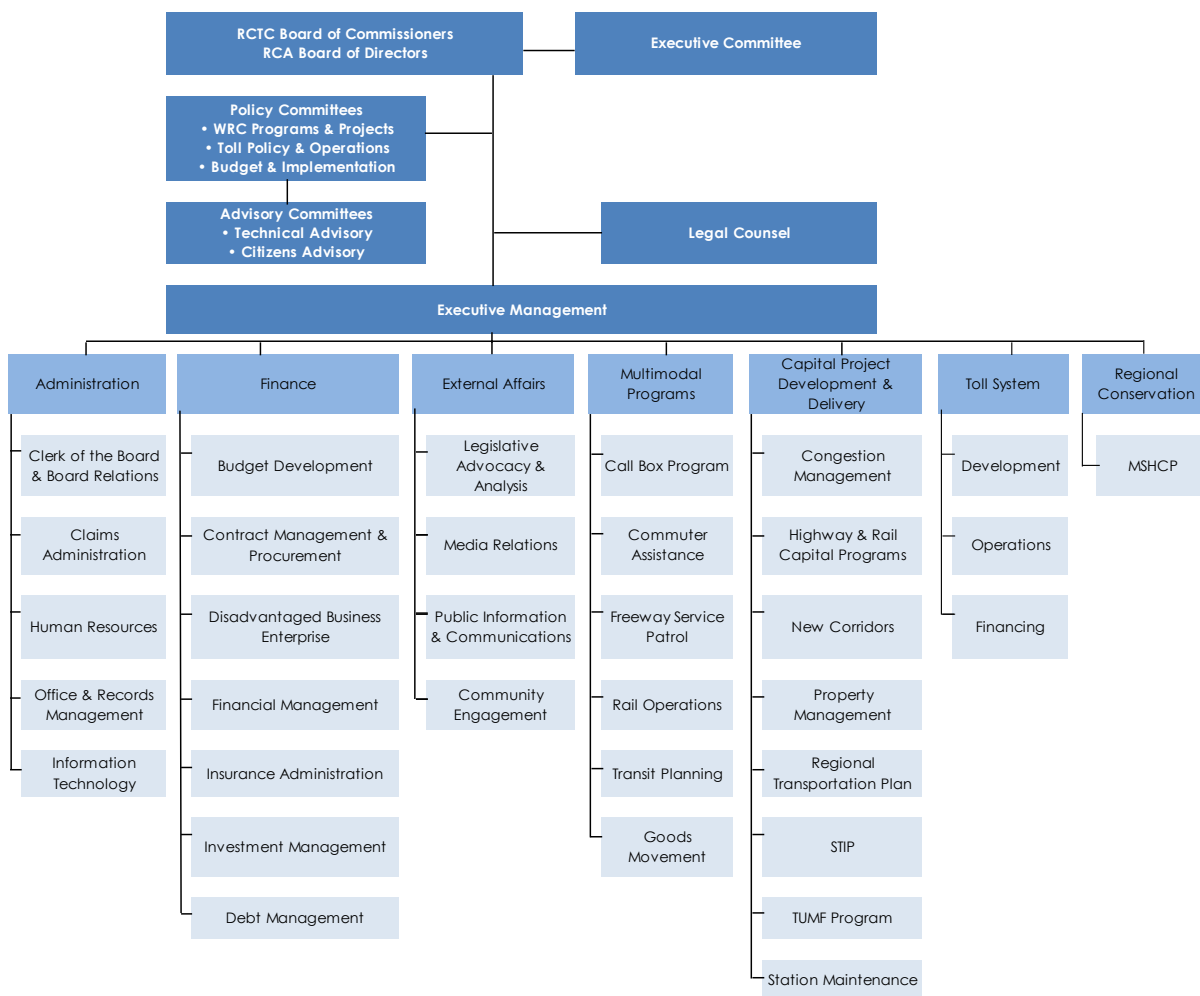 RCTC Board of Commissioners
RCA Board of Directors
Executive Committee
Policy Committees
• WRC Programs & Projects
• Toll Policy & Operations
• Budget & Implementation
Advisory Committees
• Technical Advisory
• Citizens Advisory
Legal Counsel
Executive Management
Administration
Clerk of the Board
& Board Relations
Claims
Administration
Human Resources
Office & Records
Management
Information
Technology
Finance
Budget Development
Contract Management &
Procurement
Disadvantaged Business
Enterprise
Financial Management
Insurance Administration
Investment Management
Debt Management
External Affairs
Legislative
Advocacy &
Analysis
Media Relations
Public Information
& Communications
Community
Engagement
Multimodal
Programs
Call Box Program
Commuter
Assistance
Freeway Service
Patrol
Rail Operations
Transit Planning
Goods
Movement
Capital Project
Development &
Delivery
Congestion
Management
Highway & Rail
Capital Programs
New Corridors
Property
Management
Regional
Transportation Plan
STIP
TUMF Program
Station Maintenance
Toll System
Development
Operations
Financing
Regional
Conservation
MSHCP